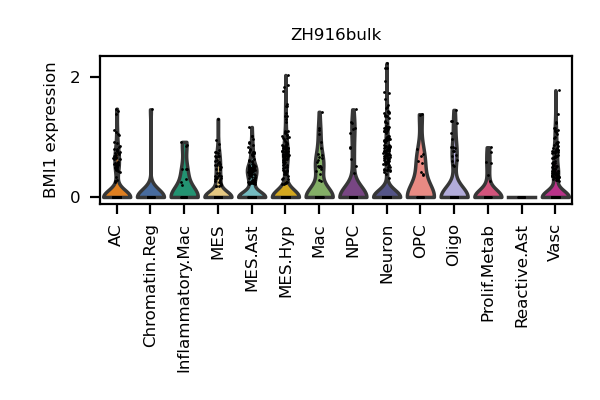 ZH916bulk
BMI1 expression
2
0
AC
Chromatin.Reg
Inflammatory.Mac
MES
MES.Ast
MES.Hyp
Mac
NPC
Neuron
OPC
Oligo
Prolif.Metab
Reactive.Ast
Vasc